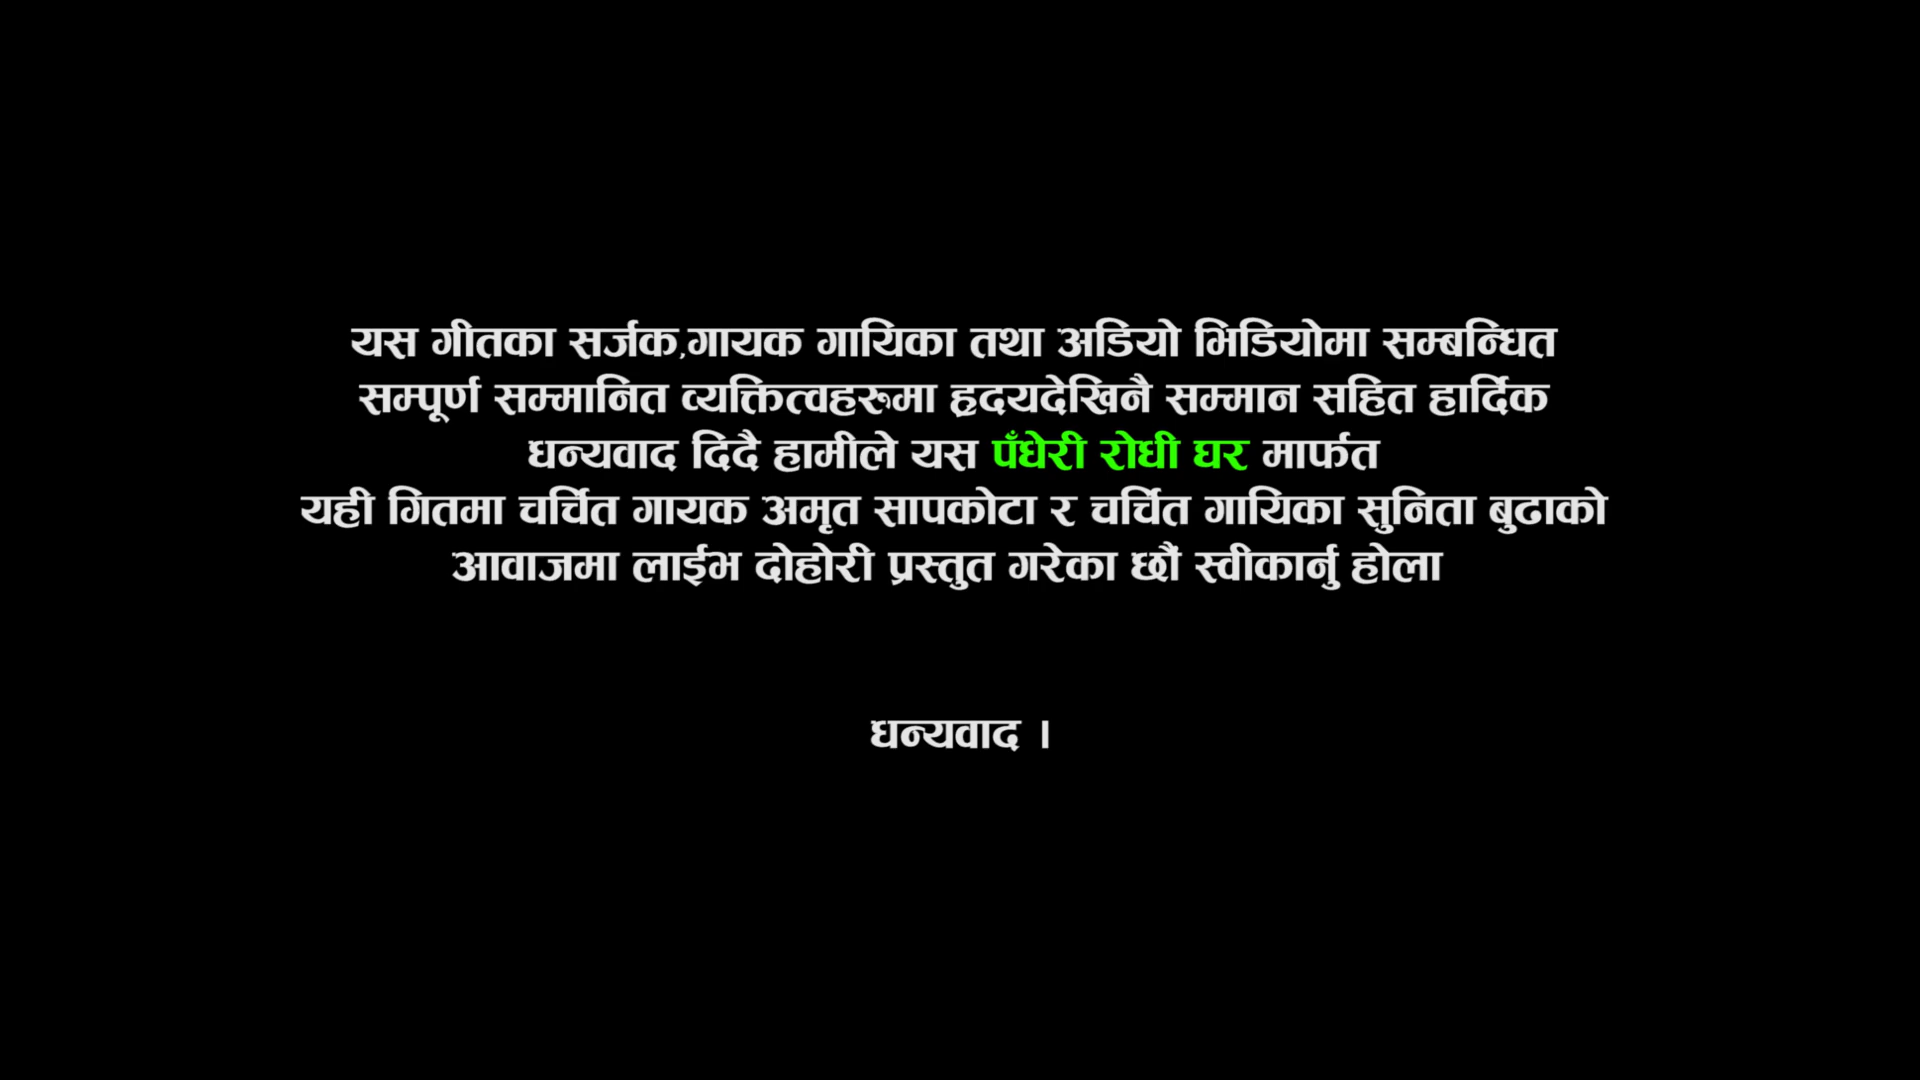 यस गीतका सर्जक,गायक गायिका तथा अडियो भिडियोमा सम्बन्धित
सम्पूर्ण सम्मानित व्यक्तित्वहरुमा हृदयदेखिनै सम्मान सहित हार्दिक
धन्यवाद दिदै हामीले यस पँधेरी रोधी घर मार्फत
यही गितमा चर्चित गायक अमृत सापकोटा र चर्चित गायिका सुनिता बुढाको
आवाजमा लाईभ दोहोरी प्रस्तुत गरेका छौं स्वीकार्नु होला
धन्यवाद ।